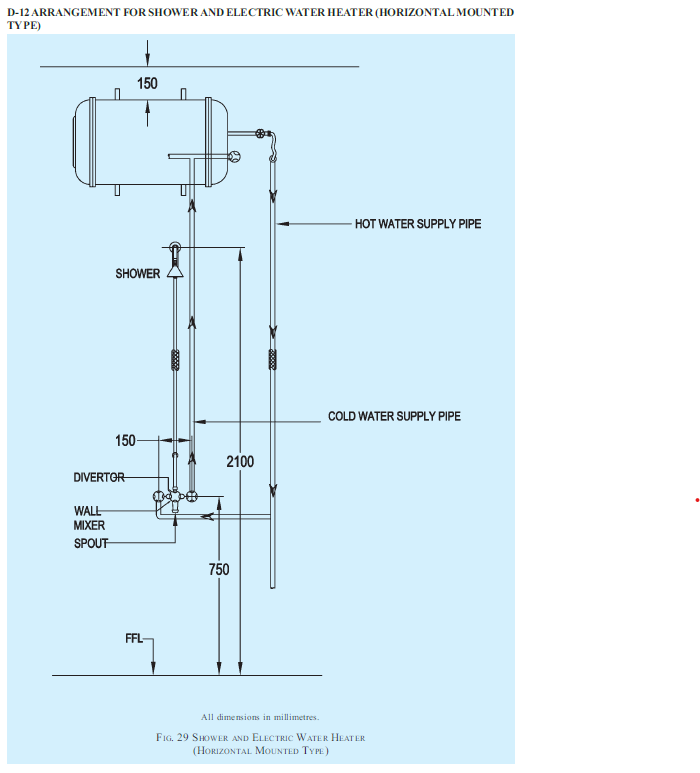 D-12 ARRANGEMENT FOR SHOWER AND ELECTRIC WATER HEATER (HORIZONTAL MOUNTED
TYPE)
150
HOT WATER SUPPLY PIPE
SHOWER
COLD WATER SUPPLY PIPE
150
2100
DIVERTOR
WALL
MIXER
SPOUT
750
FFL
All dimensions in millimetres.
FIG. 29 SHOWER AND ELECTRIC WATER HEATER
(HORIZONTAL MOUNTED TYPE)